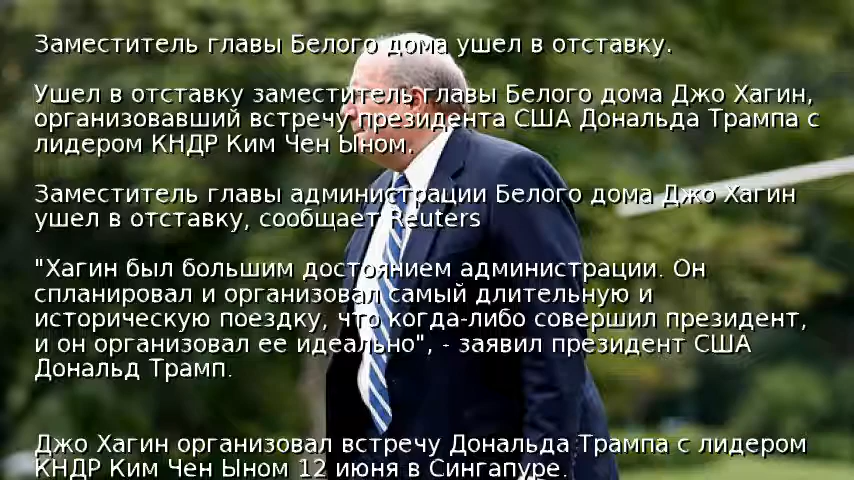 Заместитель главы Белого дома ушел в отставку.
Ушел в отставку заместитель главы Белого дома Джо Хагин,
организовавший встречу президента США Дональда Трампа с
лидером КНДР Ким Чен Ыном.
Заместитель главы администрации Белого дома Джо Хагин
ушел в отставку, сообщает Reuters
"Хагин был большим достоянием администрации. Он
спланировал и организовал самый длительную и
историческую поездку, что когда-либо совершил президент,
и он организовал ее идеально", - заявил президент США
Дональд Трамп.
Джо Хагин организовал встречу Дональда Трампа с лидером
КНДР Ким Чен Ыном 12 июня в Сингапуре.